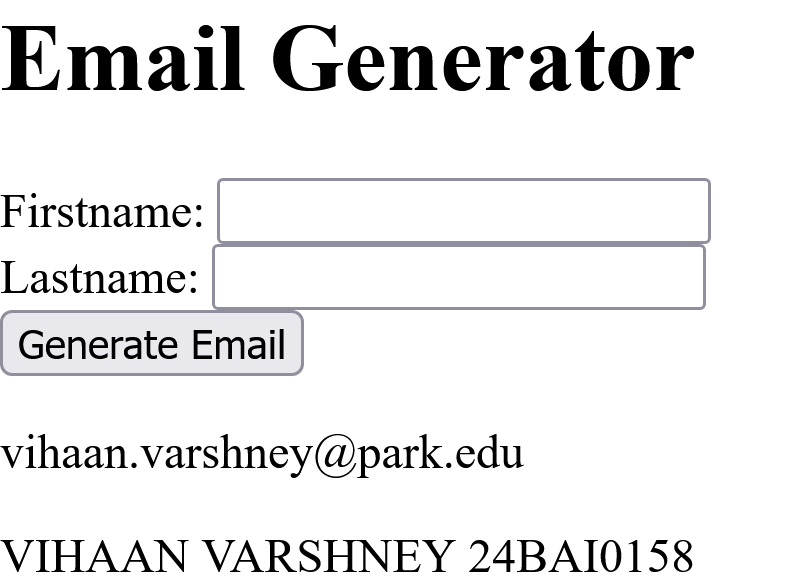 Email Generator
Firstname:
Lastname:
Generate Email
vihaan.varshney@park.edu
VIHAAN VARSHNEY 24BAI0158